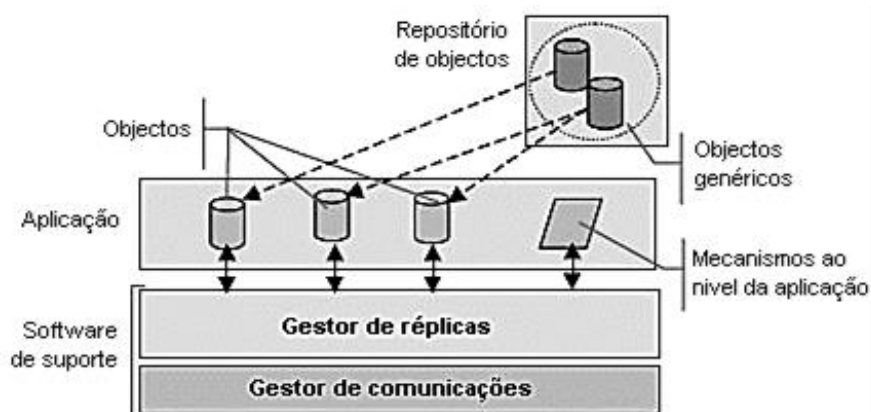 Repositório
de objectos
Objectos
Objectos
genéricos
Aplicação
Mecanismos ao
nivel da aplicação
Software
de suporte
Gestor de réplicas
Gestor de comunicações